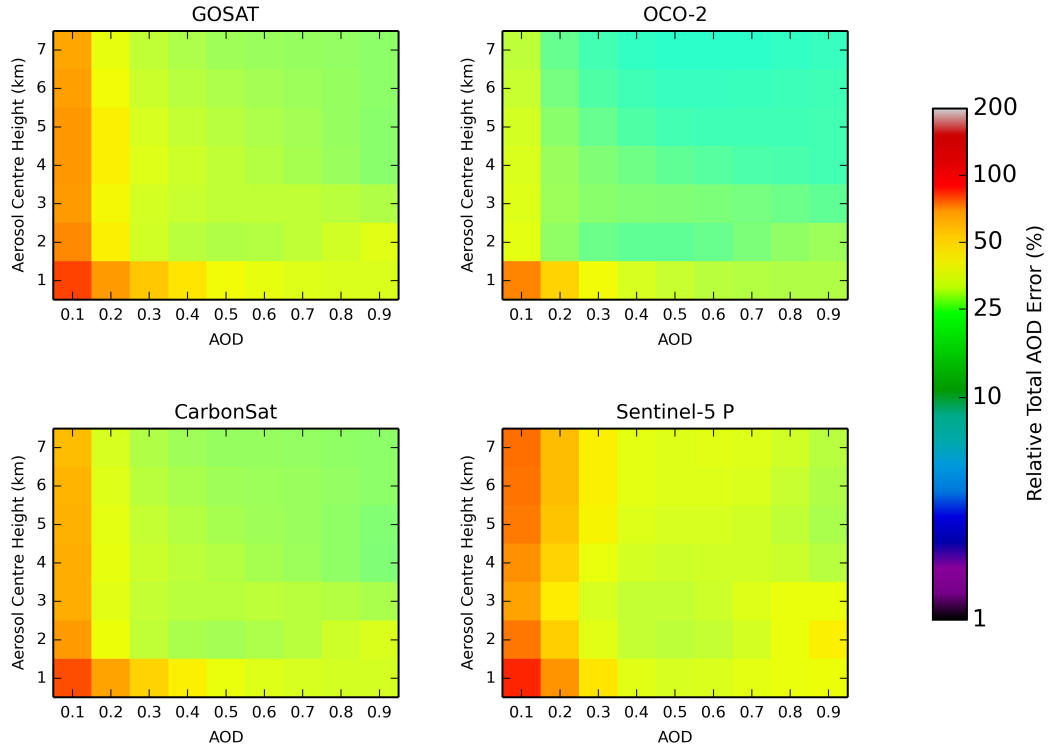 GOSAT
Aerosol Centre Height (km)
7
6
5
4
3
2
1
0.1 0.2 0.3 0.4 0.5 0.6 0.7 0.8 0.9
AOD
OCO-2
Aerosol Centre Height (km)
7
6
5
4
3
2
1
0.1 0.2 0.3 0.4 0.5 0.6 0.7 0.8 0.9
AOD
CarbonSat
Aerosol Centre Height (km)
7
6
5
4
3
2
1
0.1 0.2 0.3 0.4 0.5 0.6 0.7 0.8 0.9
AOD
Sentinel-5 P
Aerosol Centre Height (km)
7
6
5
4
3
2
1
0.1 0.2 0.3 0.4 0.5 0.6 0.7 0.8 0.9
AOD
200
100
50
25
10
1
Relative Total AOD Error (%)